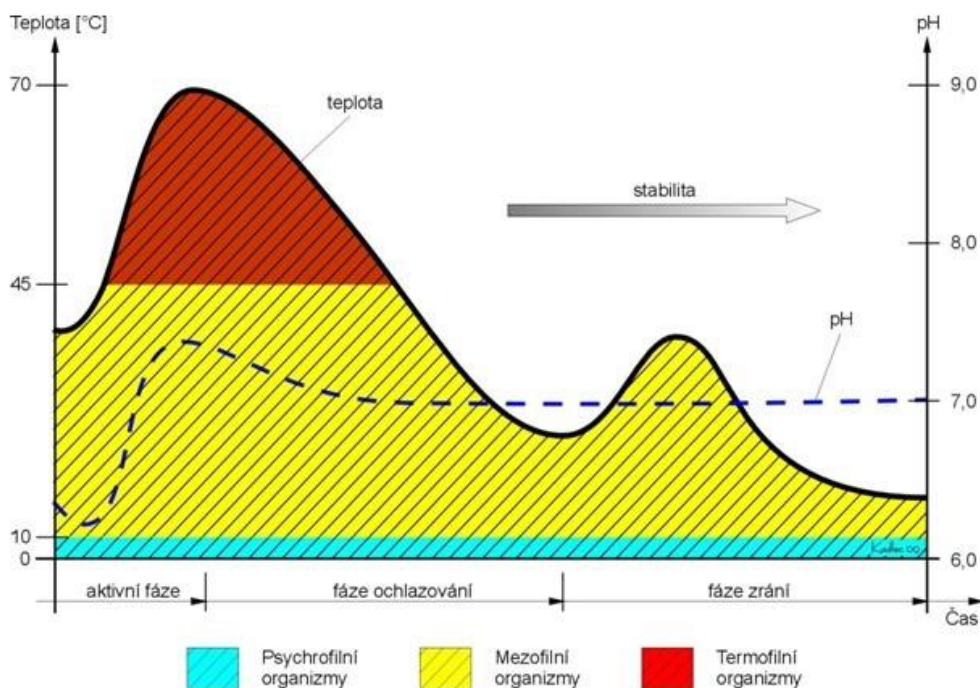 Teplota [°C]
pH
70
9,0
teplota
stabilita
8,0
45
pH
7,0
10
0
6,0
aktivní fáze
fáze ochlazování
fáze zrání
Čas
Psychrofilní
organizmy
Mezofilní
organizmy
Termofilní
organizmy